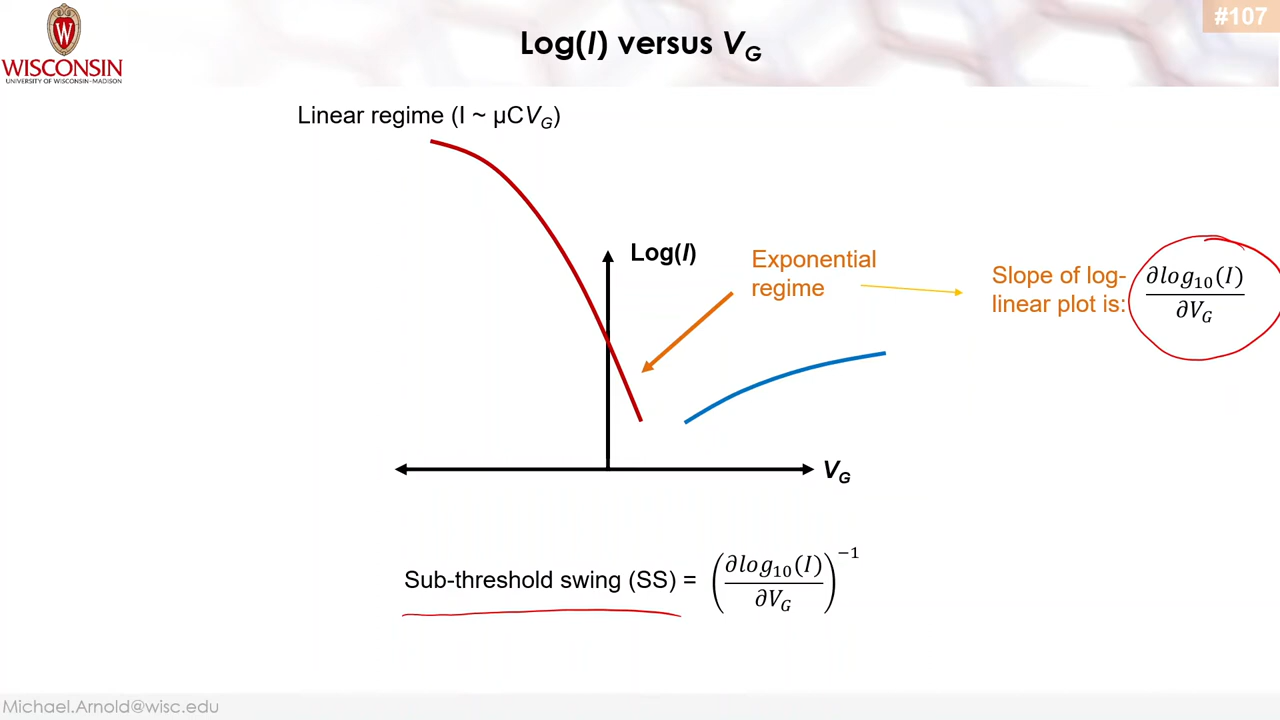 #107
W
WISCONSIN
UNIVERSITY OF WISCONSIN-MADISON
Log(I) versus V_G
Linear regime (I ~ µCV_G)
Log(I)
Exponential
regime
Slope of log-
linear plot is:
∂log₁₀(I)
∂V_G
V_G
Sub-threshold swing (SS) = (∂log₁₀(I)/∂V_G)⁻¹
Michael.Arnold@wisc.edu